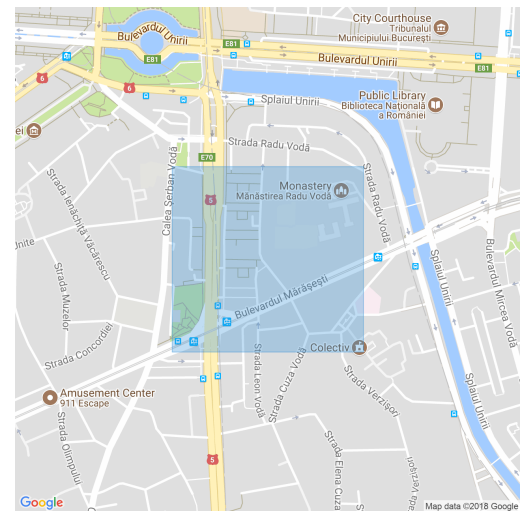 City Courthouse
Tribunalul
Municipiului București
Bulevardul Unirii
E81
Bulevardul Unirii
E81
E81
6
6
Splaiul Unirii
Public Library
Biblioteca Națională
a României
ei
Strada Radu Vodă
E70
Calea Șerban Vodă
Strada Ienăchiță Văcărescu
5
Monastery
Mănăstirea Radu Vodă
Strada Radu Vodă
Unite
Strada Muzelor
Splaiul Unirii
Bulevardul Mircea Vodă
Bulevardul Mărășești
Strada Concordiei
Colectiv
Strada Leon Vodă
Strada Cuza Vodă
Strada Verzișori
Splaiul Unirii
Amusement Center
911 Escape
Strada Olimpului
5
Strada Elena Cuza
Google
Map data ©2018 Google